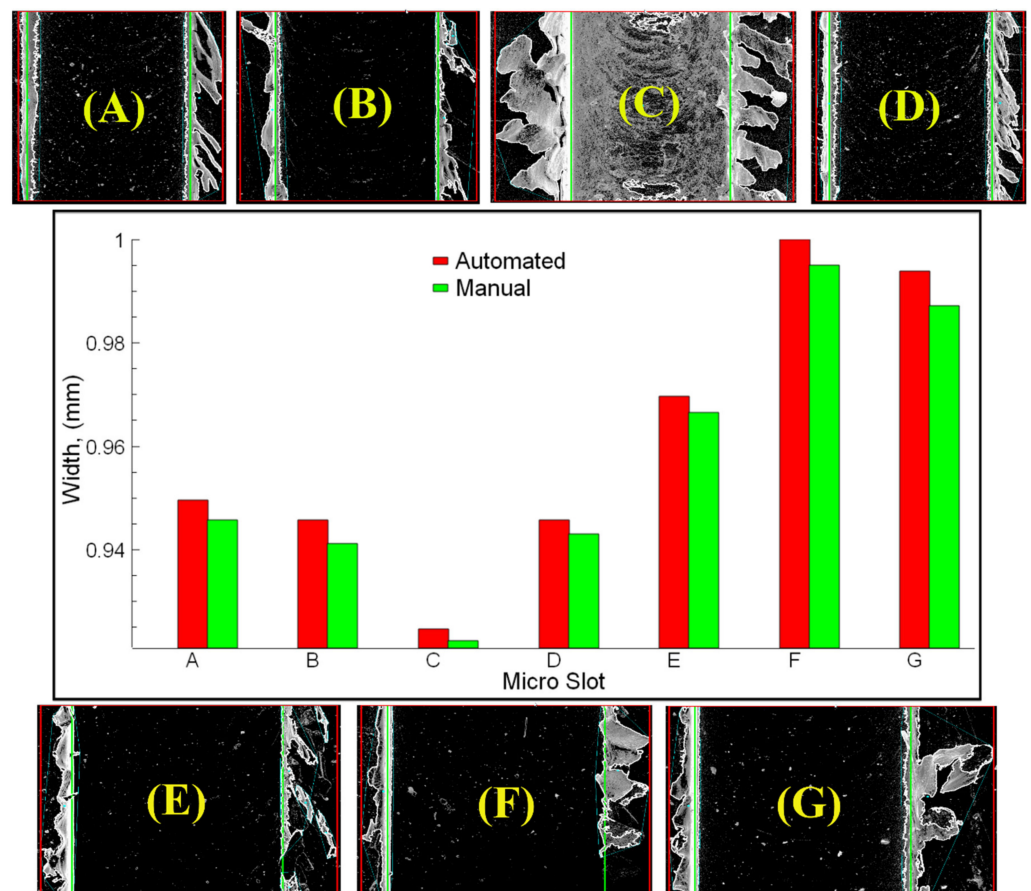 (A) (B) (C) (D)
Automated
Manual
1
0.98
0.96
0.94
Width, (mm)
A B C D E F G
Micro Slot
(E) (F) (G)